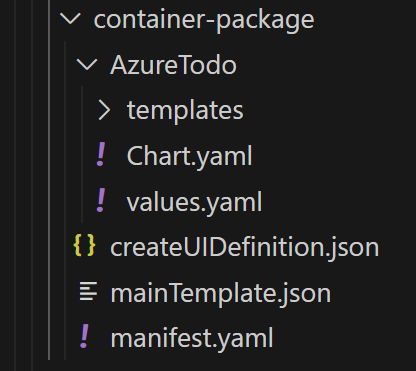 container-package
AzureTodo
templates
! Chart.yaml
! values.yaml
{} createUIDefinition.json
mainTemplate.json
! manifest.yaml